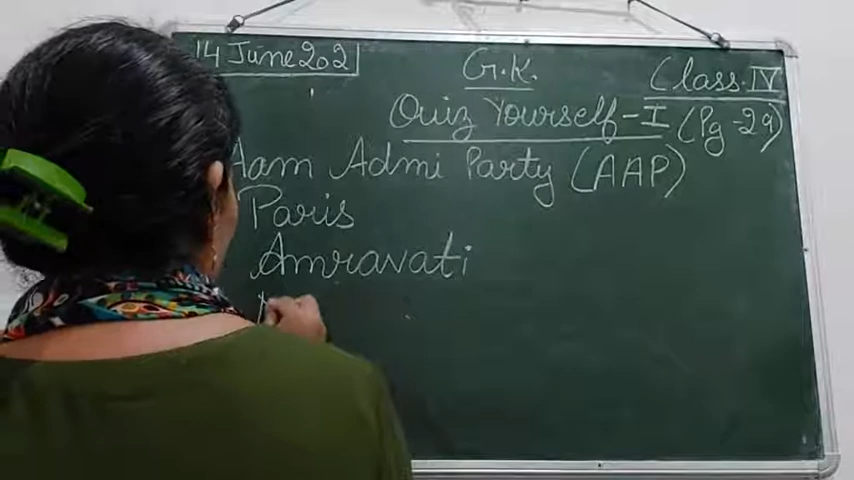 14 June 2021
G.K. Class IV
Quiz Yourself-I (Pg-29)
Aam Admi Party (AAP)
Paris
Amravati